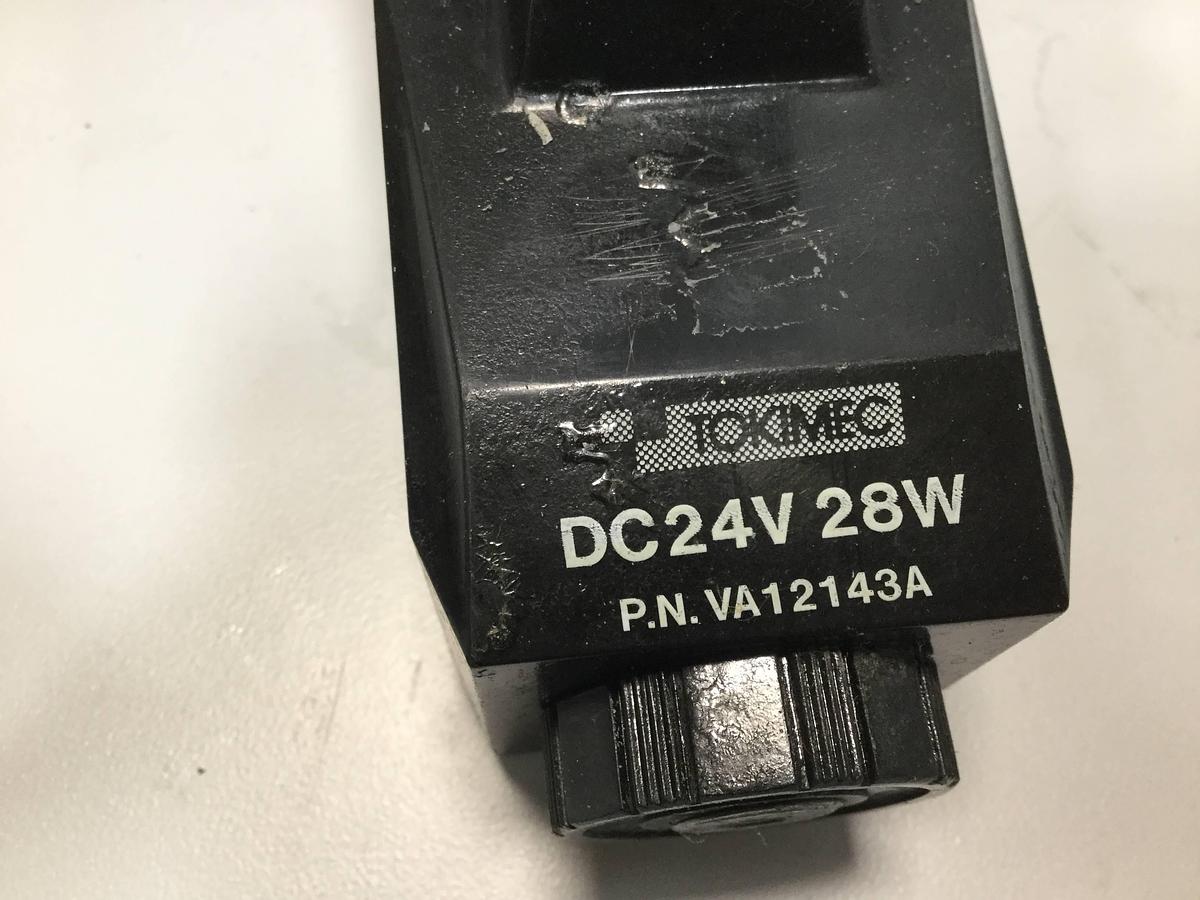 TOKIMEC
DC24V 28W
P.N. VA12143A